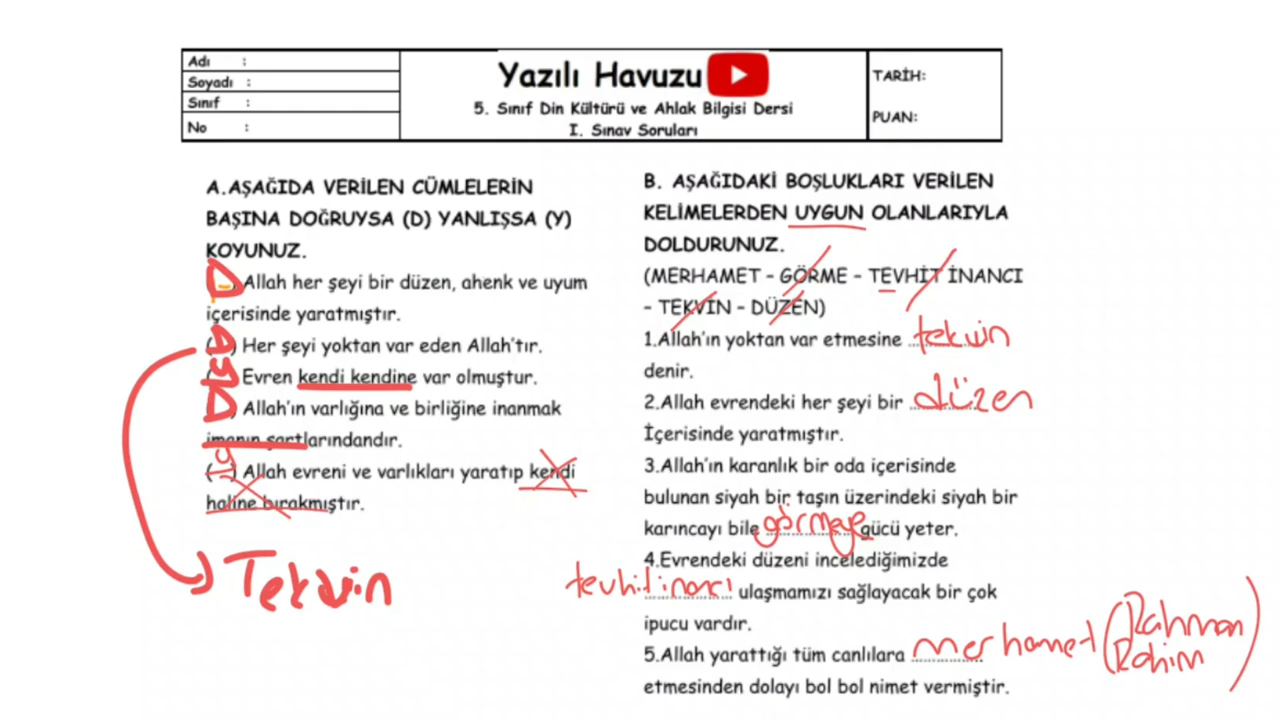 Adı :
Soyadı :
Sınıf :
No :
Yazılı Havuzu
5. Sınıf Din Kültürü ve Ahlak Bilgisi Dersi
I. Sınav Soruları
TARİH:
PUAN:
A.AŞAĞIDA VERİLEN CÜMLELERİN
BAŞINA DOĞRUYSA (D) YANLIŞSA (Y)
KOYUNUZ.
D Allah her şeyi bir düzen, ahenk ve uyum
içerisinde yaratmıştır.
Her şeyi yoktan var eden Allah'tır.
Evren kendi kendine var olmuştur.
D Allah'ın varlığına ve birliğine inanmak
imanın şartlarındandır.
(y) Allah evreni ve varlıkları yaratıp kendi
haline bırakmıştır.
Tekvin
B. AŞAĞIDAKİ BOŞLUKLARI VERİLEN
KELİMELERDEN UYGUN OLANLARIYLA
DOLDURUNUZ.
(MERHAMET - GÖRME - TEVHİT İNANCI
- TEKVİN - DÜZEN)
1.Allah'ın yoktan var etmesine tekvin
denir.
2.Allah evrendeki her şeyi bir düzen
İçerisinde yaratmıştır.
3.Allah'ın karanlık bir oda içerisinde
bulunan siyah bir taşın üzerindeki siyah bir
karıncayı bile görmeye gücü yeter.
4.Evrendeki düzeni incelediğimizde
tevhit inancı ulaşmamızı sağlayacak bir çok
ipucu vardır.
5.Allah yarattığı tüm canlılara merhamet (Rahman
Rahim)
etmesinden dolayı bol bol nimet vermiştir.